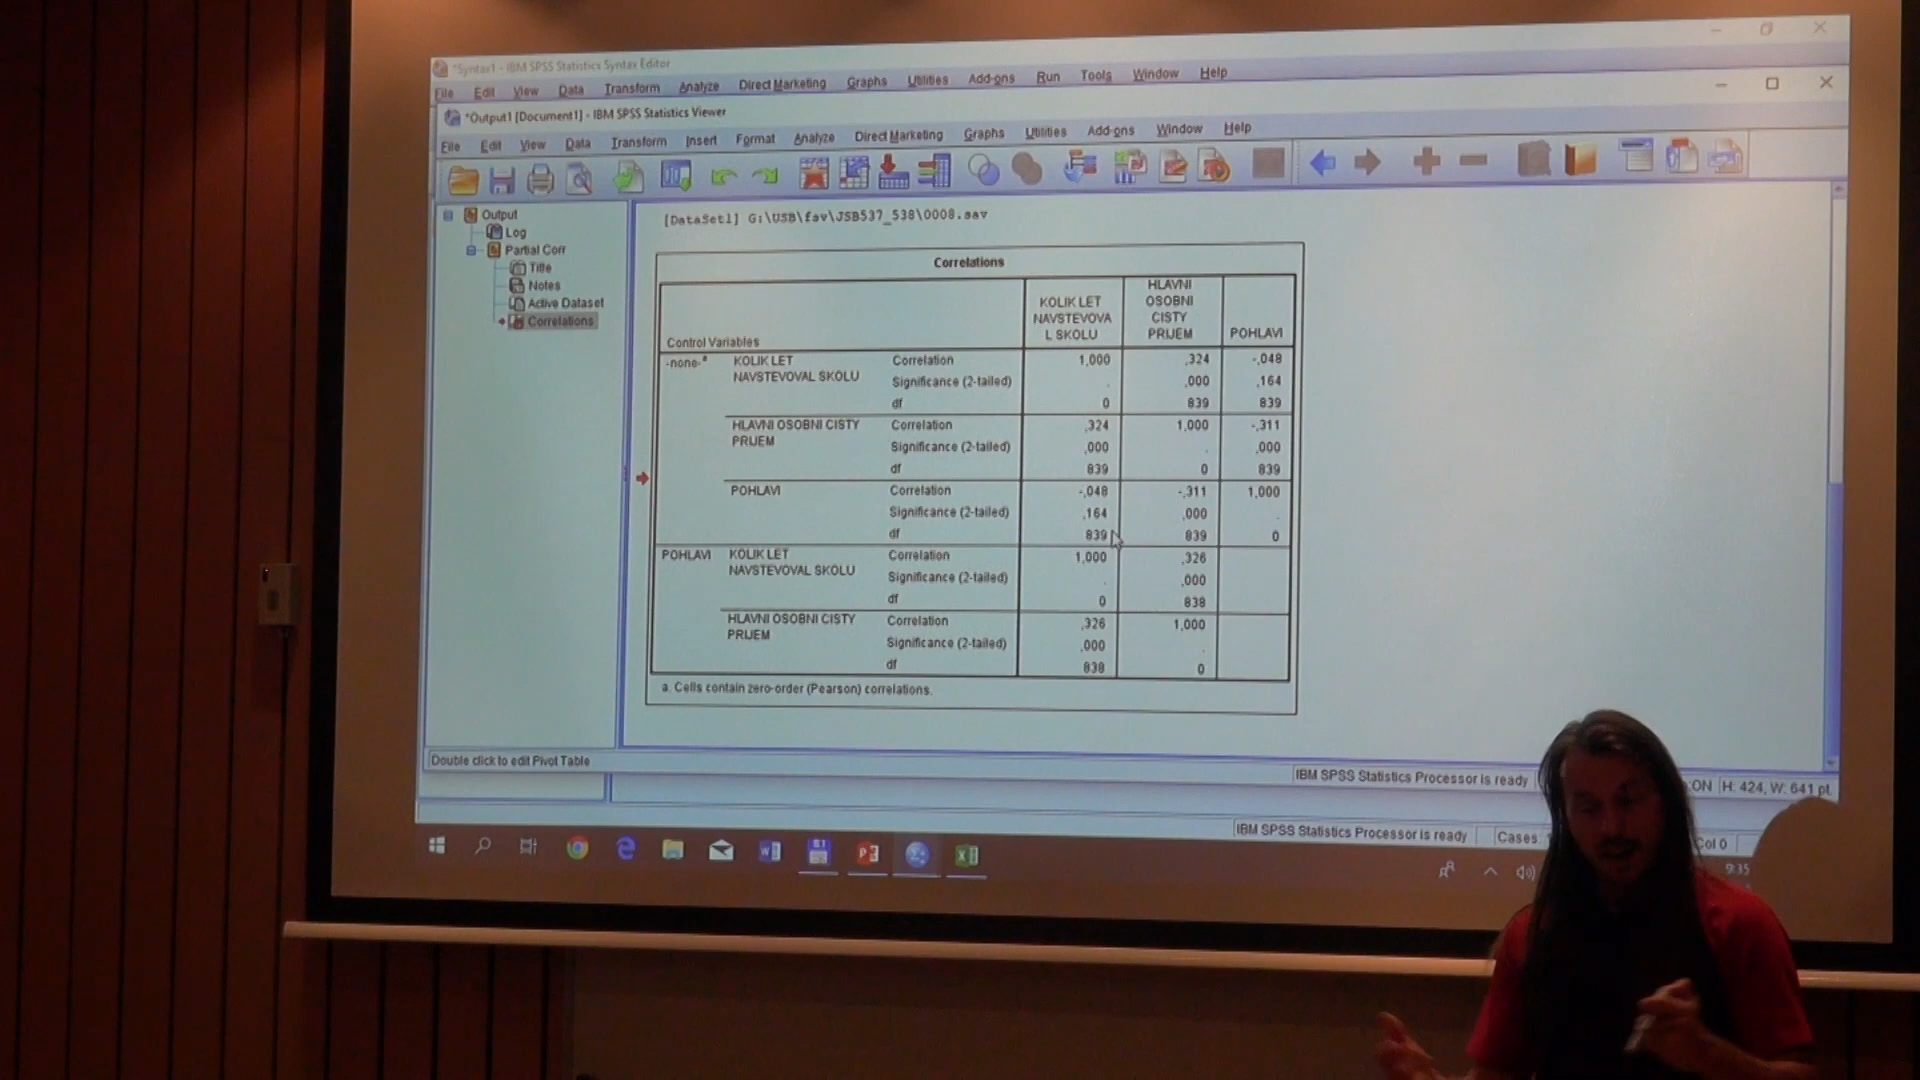 *Syntax1 - IBM SPSS Statistics Syntax Editor
File Edit View Data Transform Analyze Direct Marketing Graphs Utilities Add-ons Run Tools Window Help
*Output1 [Document1] - IBM SPSS Statistics Viewer
File Edit View Data Transform Insert Format Analyze Direct Marketing Graphs Utilities Add-ons Window Help
Output
Log
Partial Corr
Title
Notes
Active Dataset
Correlations
[DataSet1] G:\USB\fsv\JSB537_538\0008.sav
Correlations
Control Variables
KOLIK LET
NAVSTEVOVA
L SKOLU
HLAVNI
OSOBNI
CISTY
PRIJEM
POHLAVI
-none-a KOLIK LET Correlation 1,000 ,324 -,048
NAVSTEVOVAL SKOLU Significance (2-tailed) . ,000 ,164
df 0 839 839
HLAVNI OSOBNI CISTY Correlation ,324 1,000 -,311
PRIJEM Significance (2-tailed) ,000 . ,000
df 839 0 839
POHLAVI Correlation -,048 -,311 1,000
Significance (2-tailed) ,164 ,000 .
df 839 839 0
POHLAVI KOLIK LET Correlation 1,000 ,326
NAVSTEVOVAL SKOLU Significance (2-tailed) . ,000
df 0 838
HLAVNI OSOBNI CISTY Correlation ,326 1,000
PRIJEM Significance (2-tailed) ,000 .
df 838 0
a. Cells contain zero-order (Pearson) correlations.
Double click to edit Pivot Table
IBM SPSS Statistics Processor is ready
:ON H: 424, W: 641 pt.
IBM SPSS Statistics Processor is ready Cases: Col 0
9:35